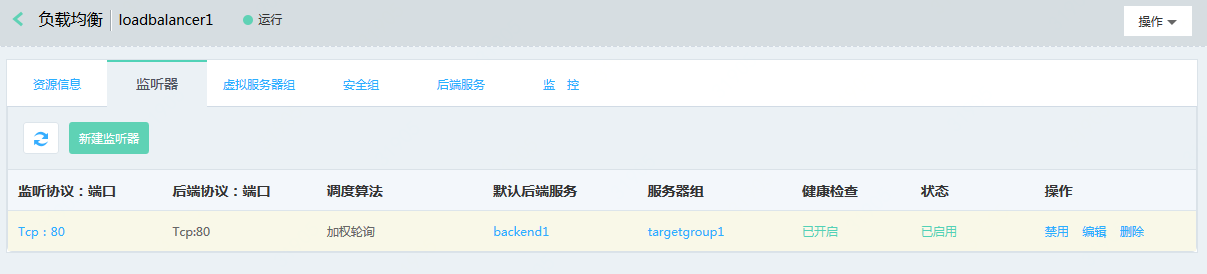 负载均衡 loadbalancer1 运行 操作
资源信息 监听器 虚拟服务器组 安全组 后端服务 监 控
新建监听器
监听协议：端口 后端协议：端口 调度算法 默认后端服务 服务器组 健康检查 状态 操作
Tcp：80 Tcp:80 加权轮询 backend1 targetgroup1 已开启 已启用 禁用 编辑 删除